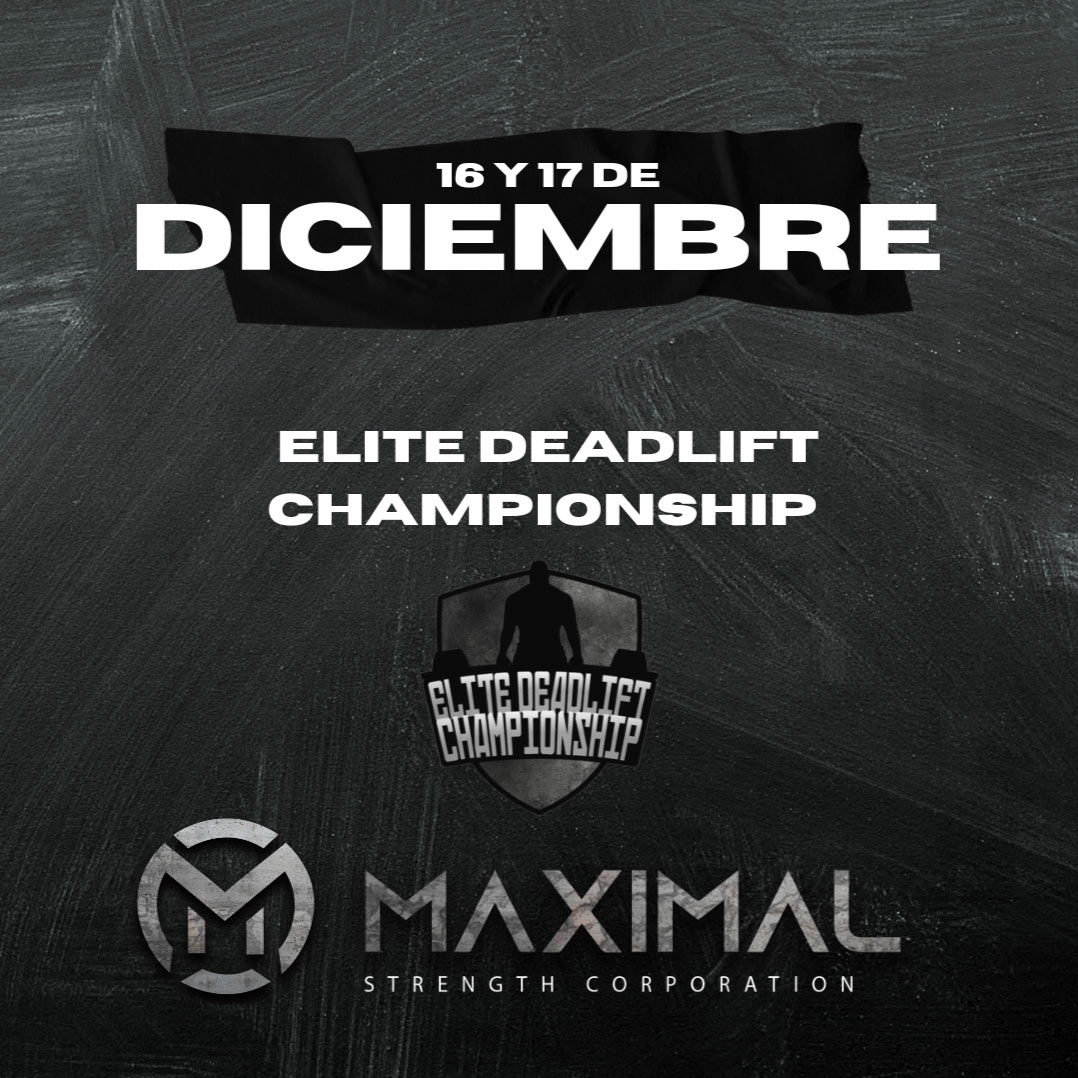 16 Y 17 DE
DICIEMBRE
ELITE DEADLIFT
CHAMPIONSHIP
ELITE DEADLIFT
CHAMPIONSHIP
MAXIMAL
STRENGTH CORPORATION